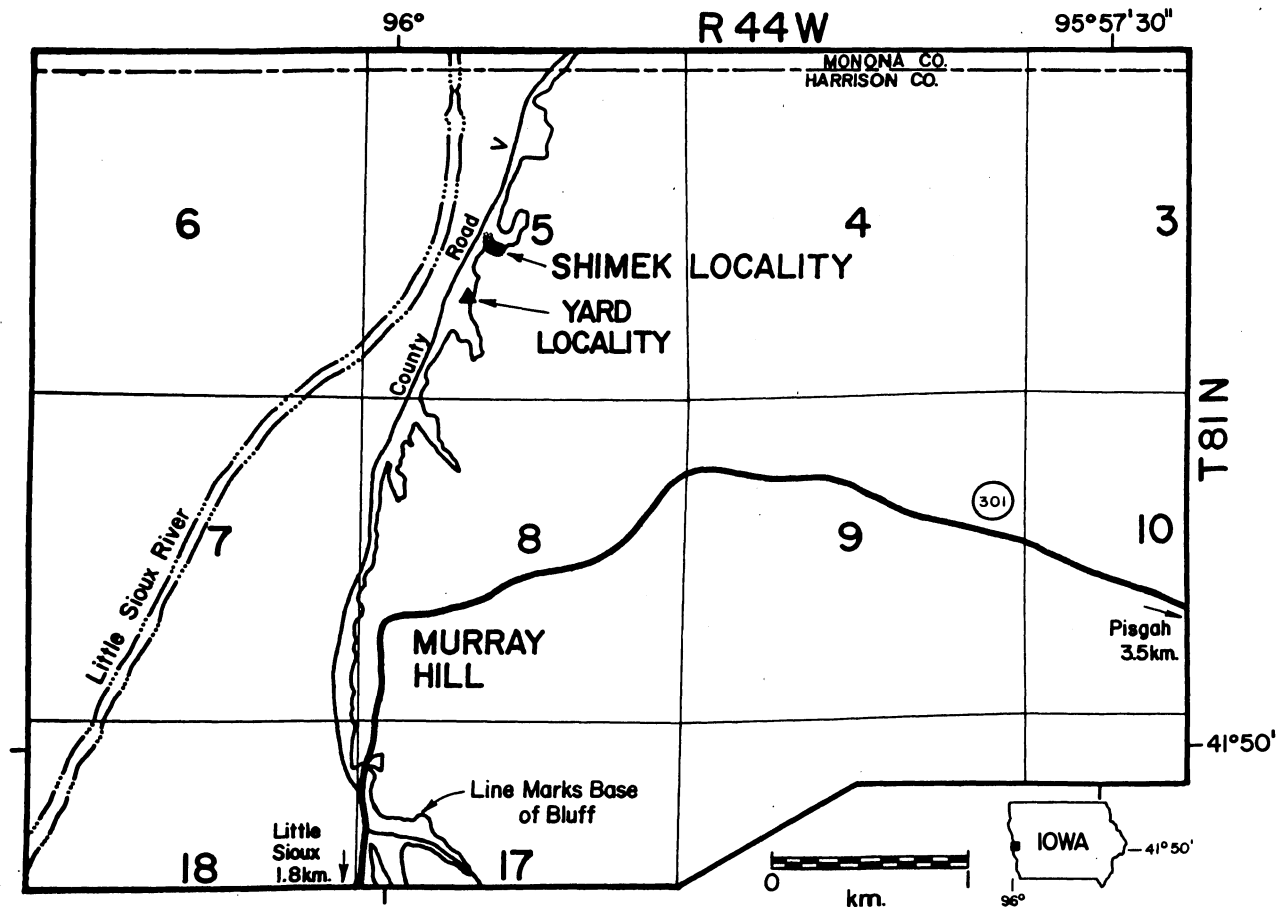 96°
R 44 W
95°57'30"
MONONA CO.
HARRISON CO.
V
6
5
4
3
Road
SHIMEK LOCALITY
YARD
LOCALITY
County
T 81 N
301
7
8
9
10
Little Sioux River
MURRAY
HILL
Pisgah
3.5km.
41°50'
Line Marks Base
of Bluff
Little
Sioux
1.8km.
18
17
0
1
km.
IOWA
41°50'
96°